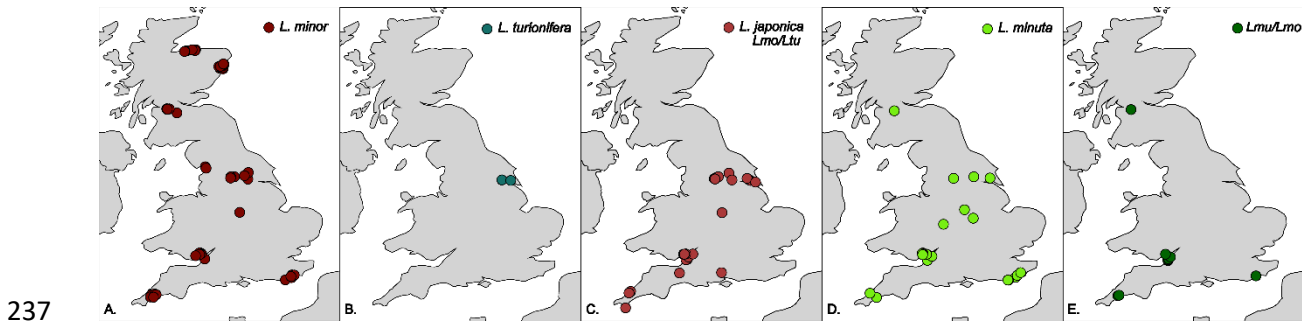 L. minor
L. turionifera
L. japonica
Lmo/Ltu
L. minuta
Lmu/Lmo
237
A.
B.
C.
D.
E.